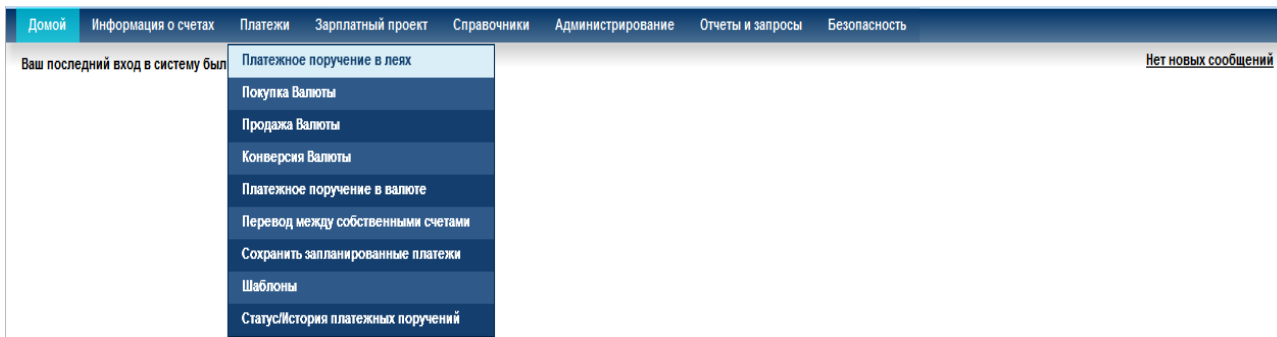 Домой Информация о счетах Платежи Зарплатный проект Справочники Администрирование Отчеты и запросы Безопасность
Ваш последний вход в систему был Платежное поручение в леях Нет новых сообщений
Покупка Валюты
Продажа Валюты
Конверсия Валюты
Платежное поручение в валюте
Перевод между собственными счетами
Сохранить запланированные платежи
Шаблоны
Статус/История платежных поручений